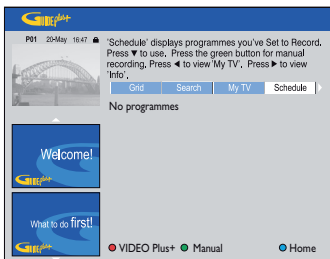 GUIDE Plus+
P01 20-May 16:47
'Schedule' displays programmes you've Set to Record.
Press ▼ to use. Press the green button for manual
recording, Press ◄ to view 'My TV', Press ► to view
'Info'.
Grid Search My TV Schedule
No programmes
Welcome!
GUIDE Plus+
What to do first!
GUIDE Plus+
VIDEO Plus+ Manual Home